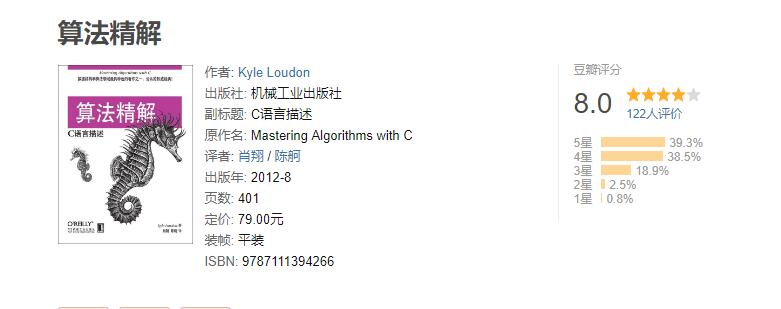 算法精解
Mastering Algorithms with C
算法精解
C语言描述
O'REILLY
作者: Kyle Loudon
出版社: 机械工业出版社
副标题: C语言描述
原作名: Mastering Algorithms with C
译者: 肖翔 / 陈舸
出版年: 2012-8
页数: 401
定价: 79.00元
装帧: 平装
ISBN: 9787111394266
豆瓣评分
8.0
122人评价
5星 39.3%
4星 38.5%
3星 18.9%
2星 2.5%
1星 0.8%